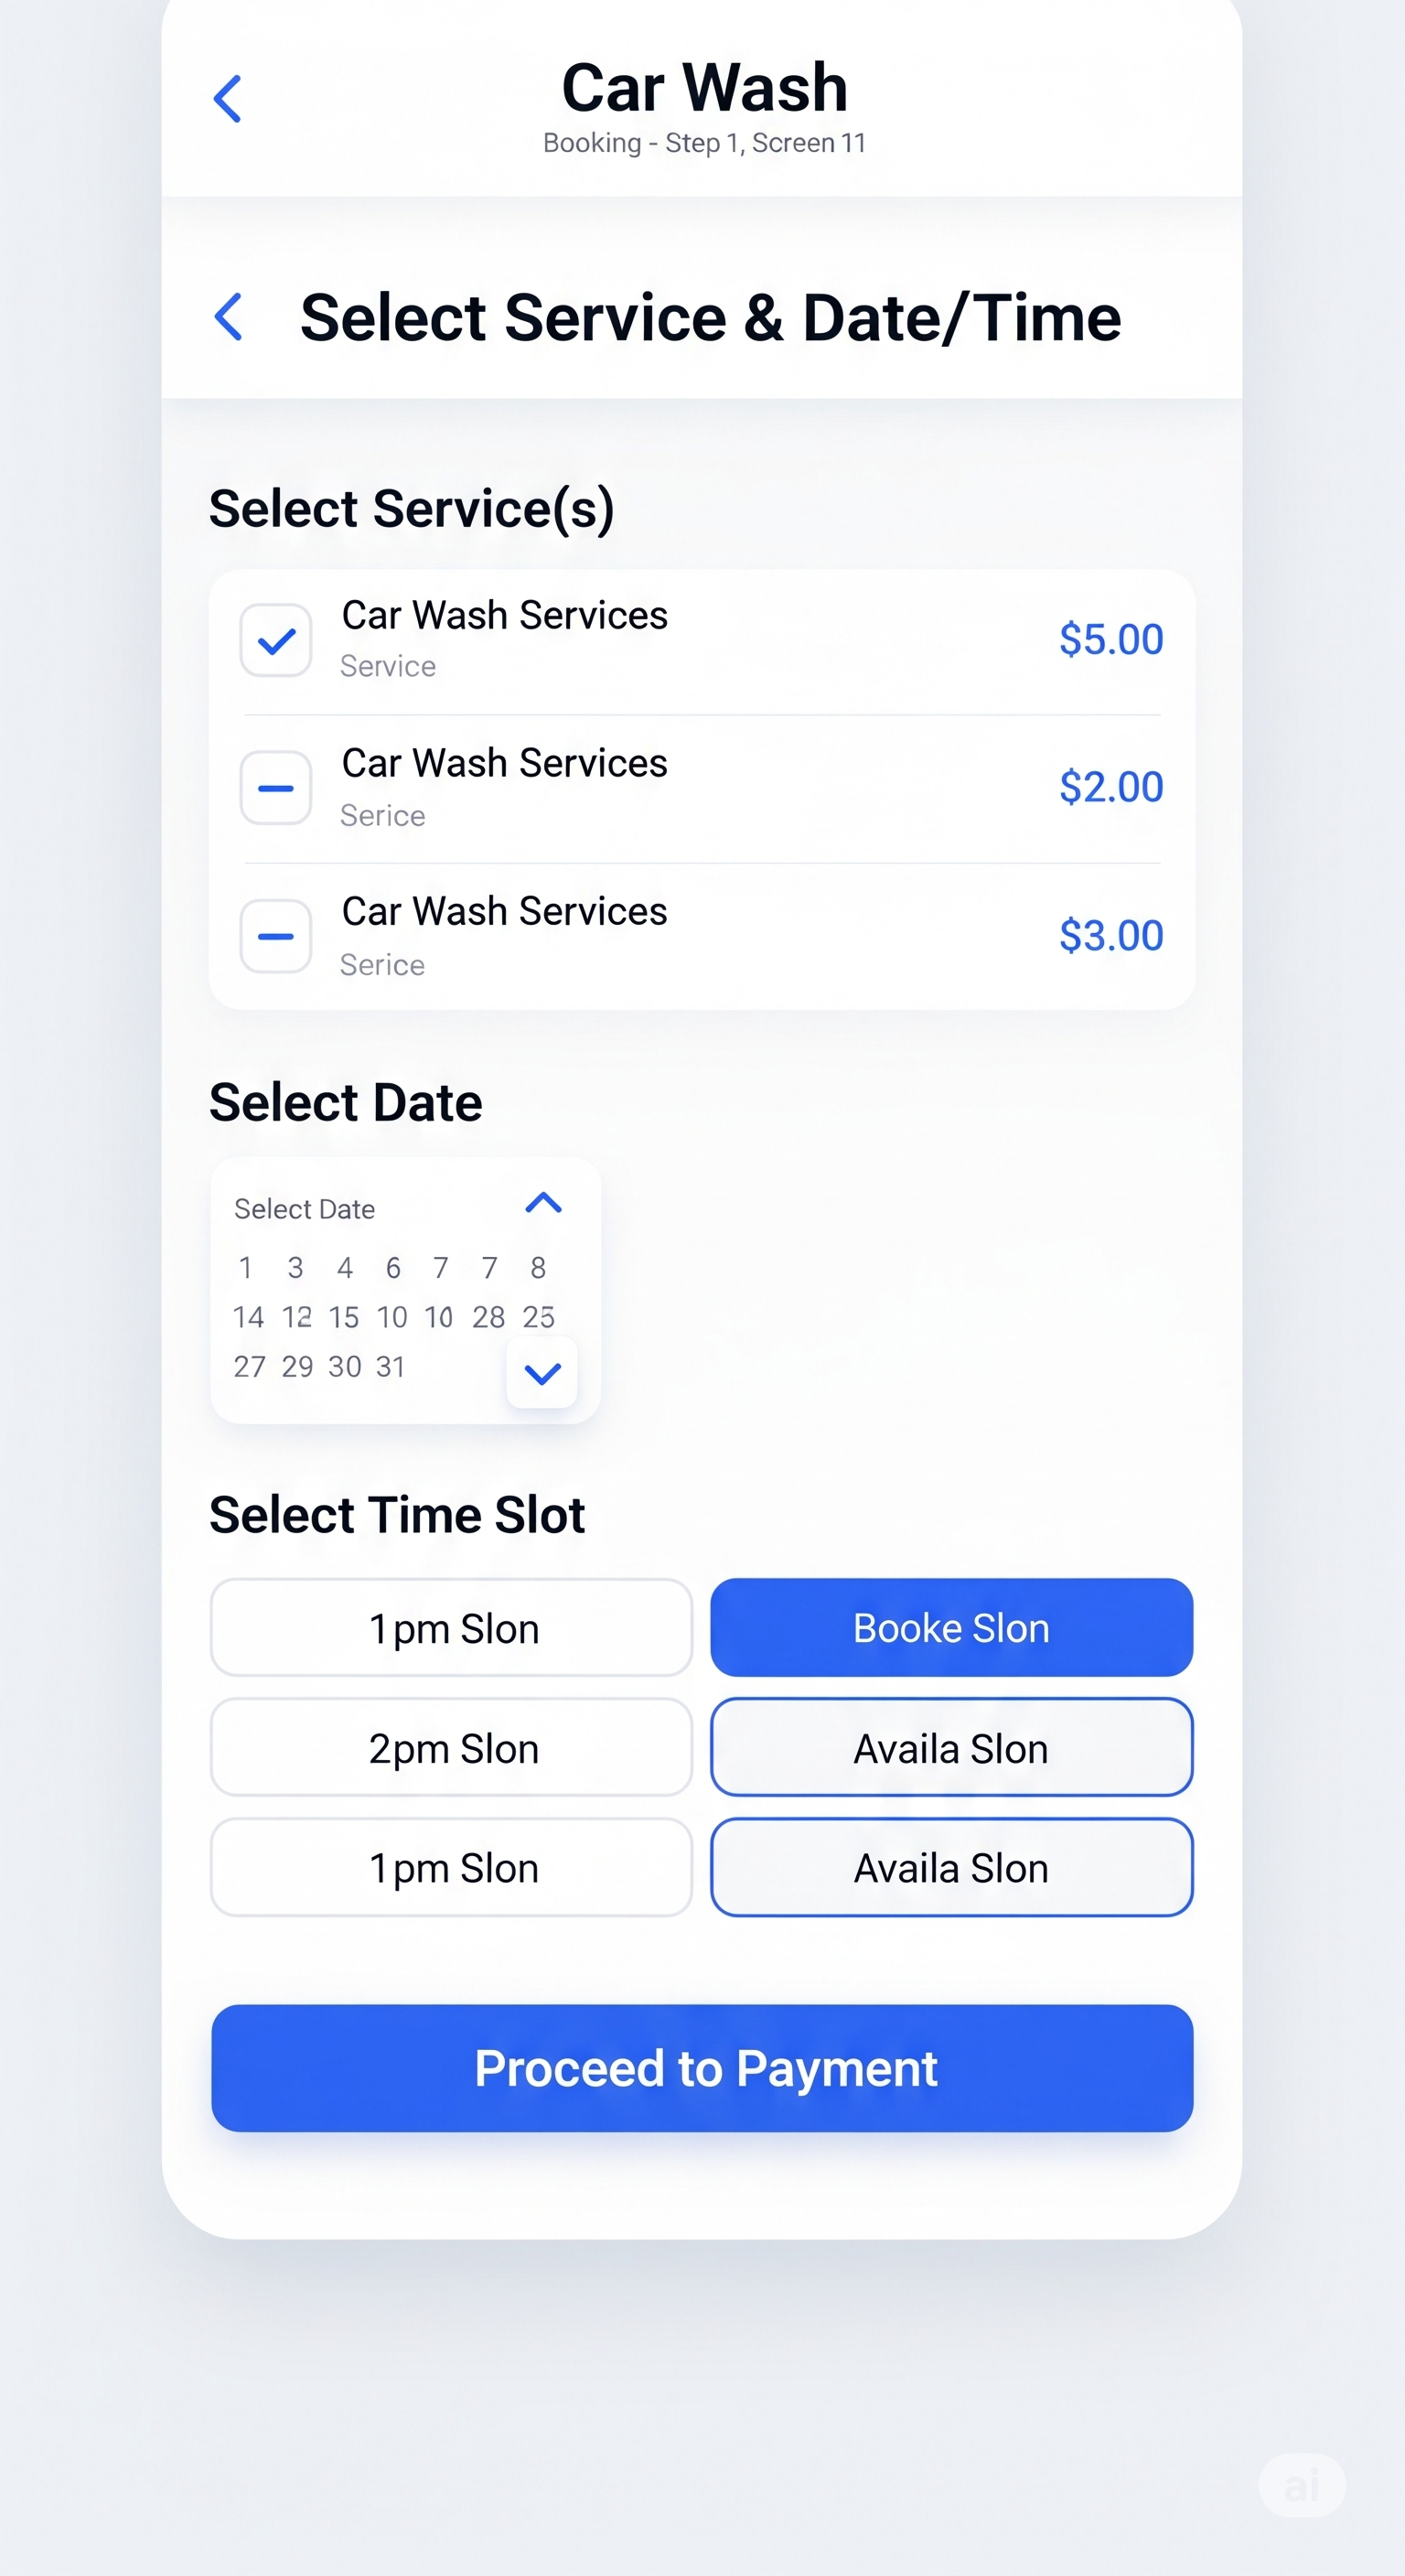 Car Wash
Booking - Step 1, Screen 11
Select Service & Date/Time
Select Service(s)
Car Wash Services
Service
$5.00
Car Wash Services
Serice
$2.00
Car Wash Services
Serice
$3.00
Select Date
Select Date
1 3 4 6 7 7 8
14 12 15 10 10 28 25
27 29 30 31
Select Time Slot
1pm Slon
Booke Slon
2pm Slon
Availa Slon
1pm Slon
Availa Slon
Proceed to Payment
ai